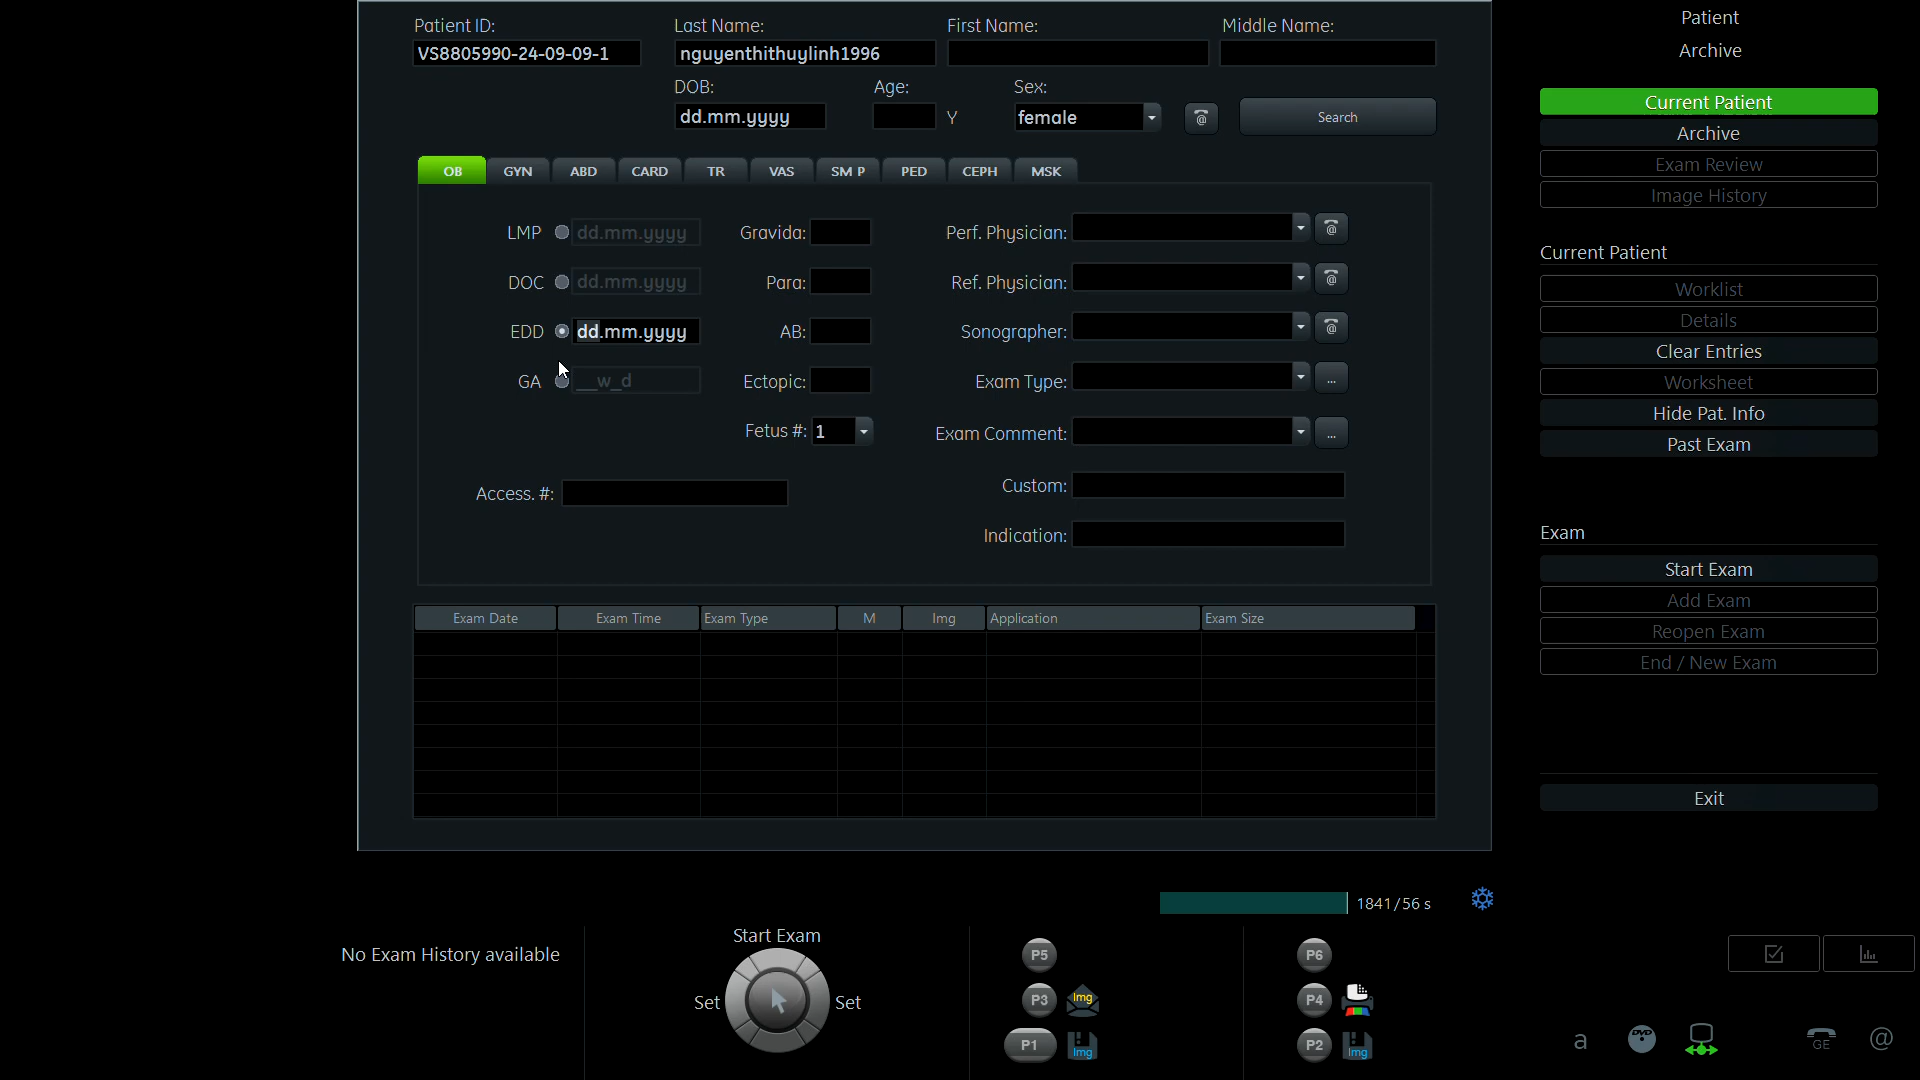 Patient ID: Last Name: First Name: Middle Name:
VS8805990-24-09-09-1 nguyenthithuylinh1996
DOB: Age: Sex:
dd.mm.yyyy Y female @ Search
OB GYN ABD CARD TR VAS SM P PED CEPH MSK
LMP dd.mm.yyyy Gravida: Perf. Physician: @
DOC dd.mm.yyyy Para: Ref. Physician: @
EDD dd.mm.yyyy AB: Sonographer: @
GA __w_d Ectopic: Exam Type: ...
Fetus #: 1 Exam Comment: ...
Access. #: Custom:
Indication:
Exam Date Exam Time Exam Type M Img Application Exam Size
1841/56 s
No Exam History available
Start Exam
Set Set
P5 P6
P3 Img P4
P1 Img P2 Img
Patient
Archive
Current Patient
Archive
Exam Review
Image History
Current Patient
Worklist
Details
Clear Entries
Worksheet
Hide Pat. Info
Past Exam
Exam
Start Exam
Add Exam
Reopen Exam
End / New Exam
Exit
a DVD GE @